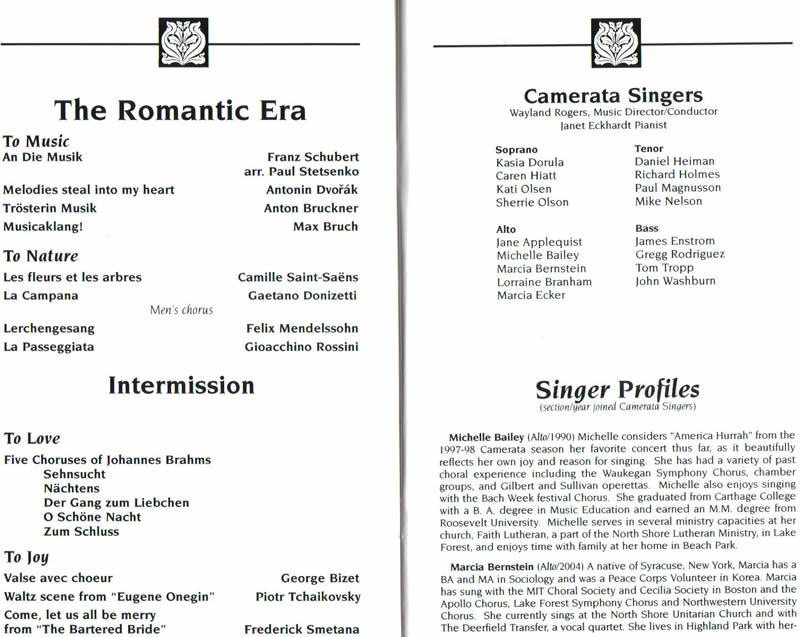 The Romantic Era
To Music
An Die Musik Franz Schubert
arr. Paul Stetsenko
Melodies steal into my heart Antonin Dvořák
Trösterin Musik Anton Bruckner
Musicaklang! Max Bruch
To Nature
Les fleurs et les arbres Camille Saint-Saëns
La Campana Gaetano Donizetti
Men's chorus
Lerchengesang Felix Mendelssohn
La Passeggiata Gioacchino Rossini
Intermission
To Love
Five Choruses of Johannes Brahms
Sehnsucht
Nächtens
Der Gang zum Liebchen
O Schöne Nacht
Zum Schluss
To Joy
Valse avec choeur George Bizet
Waltz scene from "Eugene Onegin" Piotr Tchaikovsky
Come, let us all be merry
from "The Bartered Bride" Frederick Smetana
Camerata Singers
Wayland Rogers, Music Director/Conductor
Janet Eckhardt Pianist
Soprano
Kasia Dorula
Caren Hiatt
Kati Olsen
Sherrie Olson
Tenor
Daniel Heiman
Richard Holmes
Paul Magnusson
Mike Nelson
Alto
Jane Applequist
Michelle Bailey
Marcia Bernstein
Lorraine Branham
Marcia Ecker
Bass
James Enstrom
Gregg Rodriguez
Tom Tropp
John Washburn
Singer Profiles
(section/year joined Camerata Singers)
Michelle Bailey (Alto/1990) Michelle considers "America Hurrah" from the
1997-98 Camerata season her favorite concert thus far, as it beautifully
reflects her own joy and reason for singing. She has had a variety of past
choral experience including the Waukegan Symphony Chorus, chamber
groups, and Gilbert and Sullivan operettas. Michelle also enjoys singing
with the Bach Week festival Chorus. She graduated from Carthage College
with a B. A. degree in Music Education and earned an M.M. degree from
Roosevelt University. Michelle serves in several ministry capacities at her
church, Faith Lutheran, a part of the North Shore Lutheran Ministry, in Lake
Forest, and enjoys time with family at her home in Beach Park.
Marcia Bernstein (Alto/2004) A native of Syracuse, New York, Marcia has a
BA and MA in Sociology and was a Peace Corps Volunteer in Korea. Marcia
has sung with the MIT Choral Society and Cecilia Society in Boston and the
Apollo Chorus, Lake Forest Symphony Chorus and Northwestern University
Chorus. She currently sings at the North Shore Unitarian Church and with
The Deerfield Transfer, a vocal quartet. She lives in Highland Park with her-